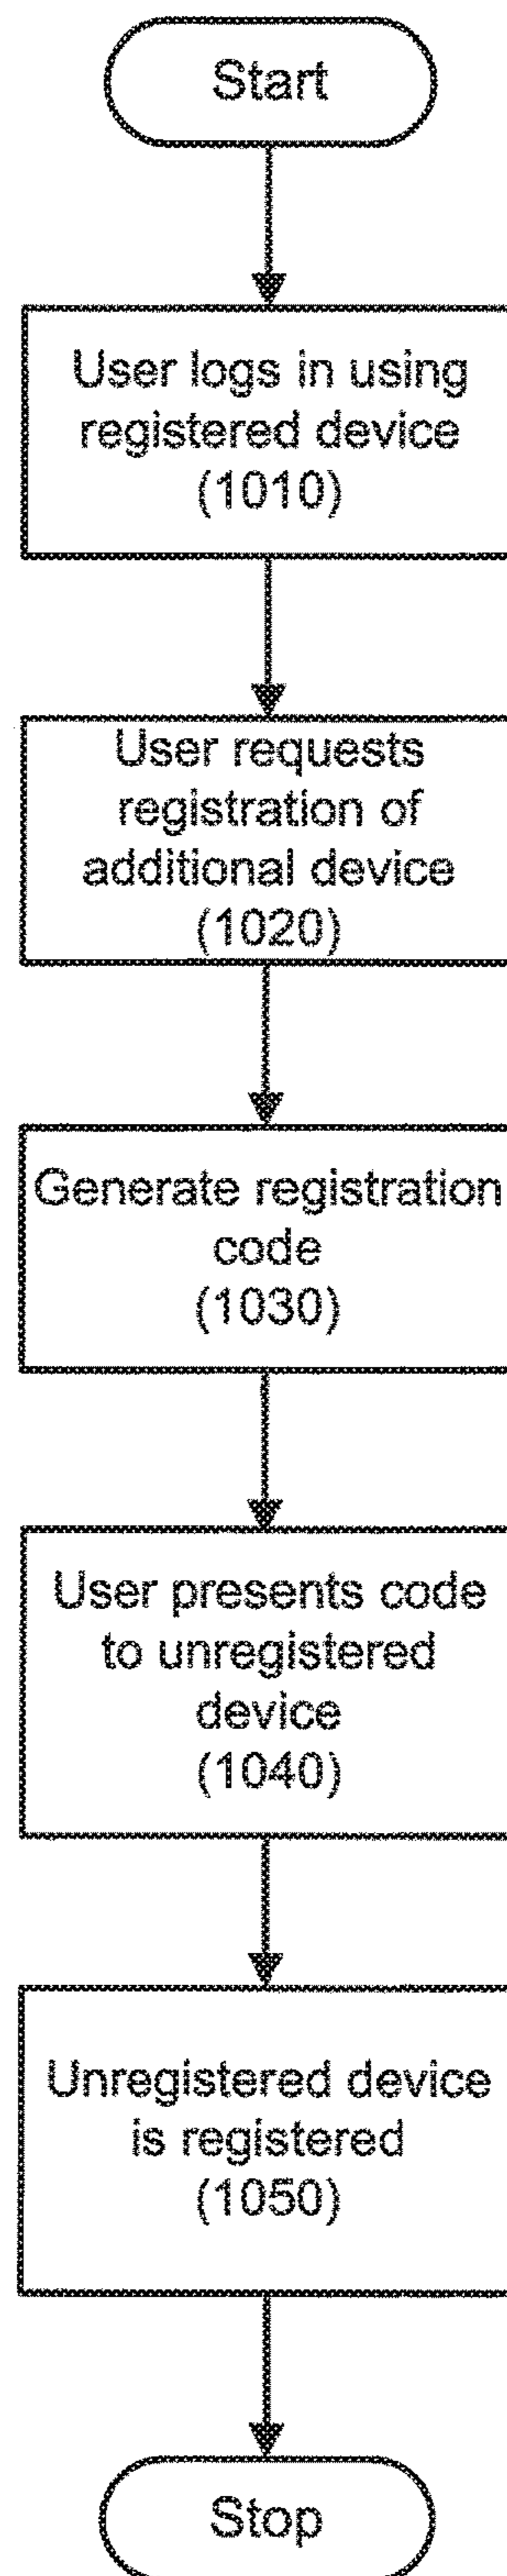 Start
User logs in using
registered device
(1010)
User requests
registration of
additional device
(1020)
Generate registration
code
(1030)
User presents code
to unregistered
device
(1040)
Unregistered device
is registered
(1050)
Stop